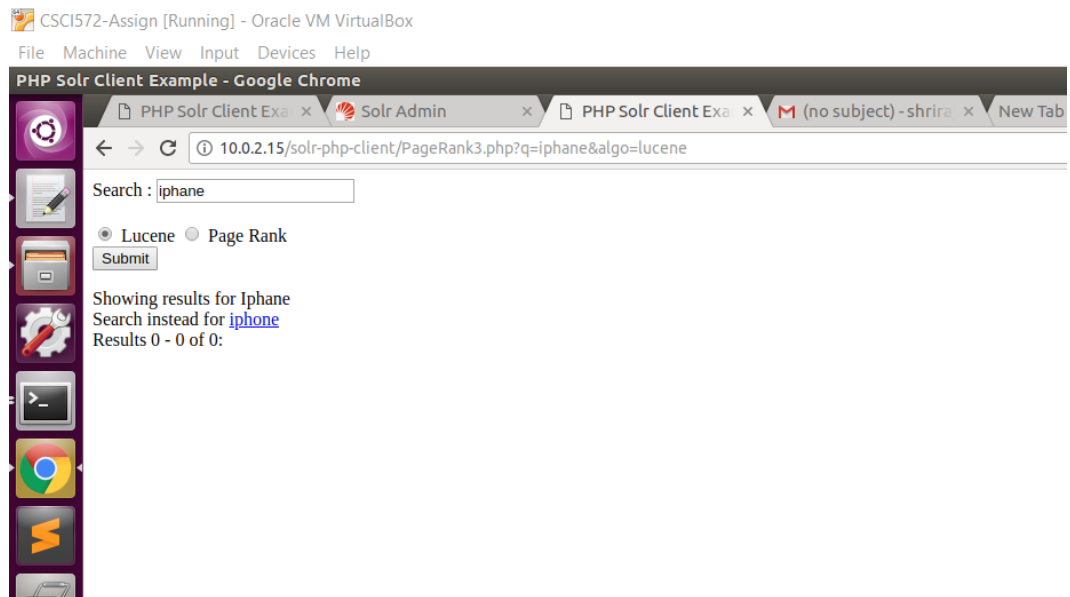 CSCI572-Assign [Running] - Oracle VM VirtualBox
File Machine View Input Devices Help
PHP Solr Client Example - Google Chrome
PHP Solr Client Exa × Solr Admin × PHP Solr Client Exa × (no subject) - shrira × New Tab
10.0.2.15/solr-php-client/PageRank3.php?q=iphane&algo=lucene
Search : iphane
Lucene Page Rank
Submit
Showing results for Iphane
Search instead for iphone
Results 0 - 0 of 0: